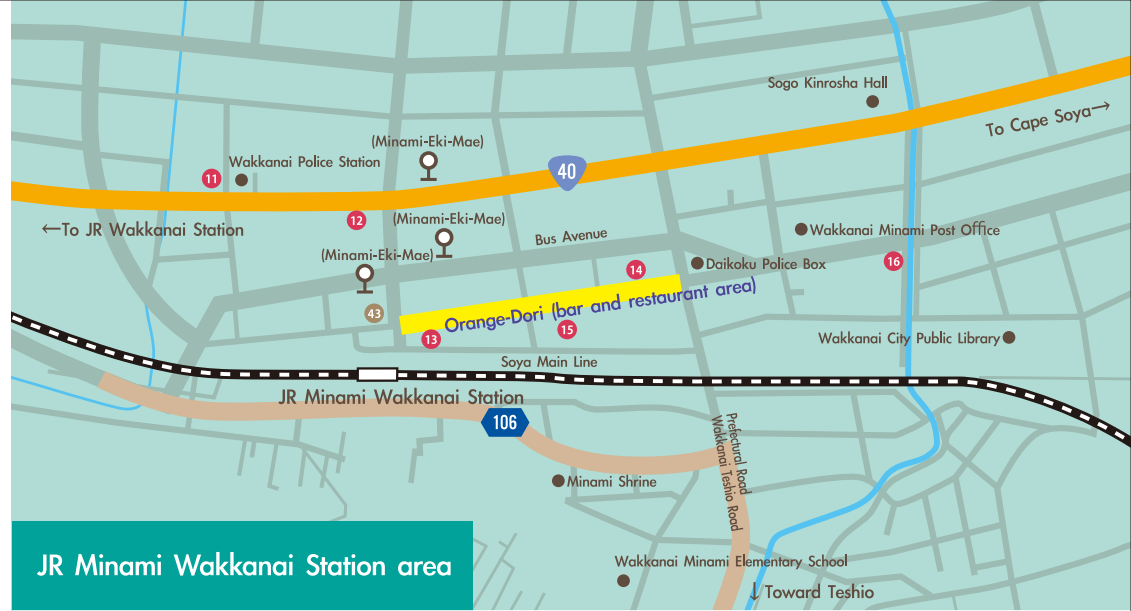 Sogo Kinrosha Hall
To Cape Soya→
(Minami-Eki-Mae)
Wakkanai Police Station
11
40
12
(Minami-Eki-Mae)
←To JR Wakkanai Station
Bus Avenue
Wakkanai Minami Post Office
(Minami-Eki-Mae)
14
Daikoku Police Box
16
43
Orange-Dori (bar and restaurant area)
13
15
Wakkanai City Public Library
Soya Main Line
JR Minami Wakkanai Station
106
Prefectural Road
Wakkanai Teshio Road
Minami Shrine
JR Minami Wakkanai Station area
Wakkanai Minami Elementary School
↓Toward Teshio